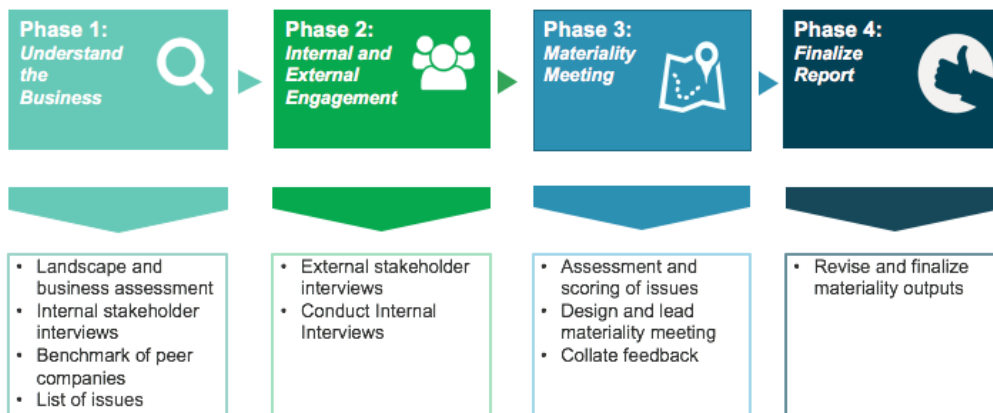 Phase 1:
Understand
the
Business
Phase 2:
Internal and
External
Engagement
Phase 3:
Materiality
Meeting
Phase 4:
Finalize
Report
• Landscape and
business assessment
• Internal stakeholder
interviews
• Benchmark of peer
companies
• List of issues
• External stakeholder
interviews
• Conduct Internal
Interviews
• Assessment and
scoring of issues
• Design and lead
materiality meeting
• Collate feedback
• Revise and finalize
materiality outputs